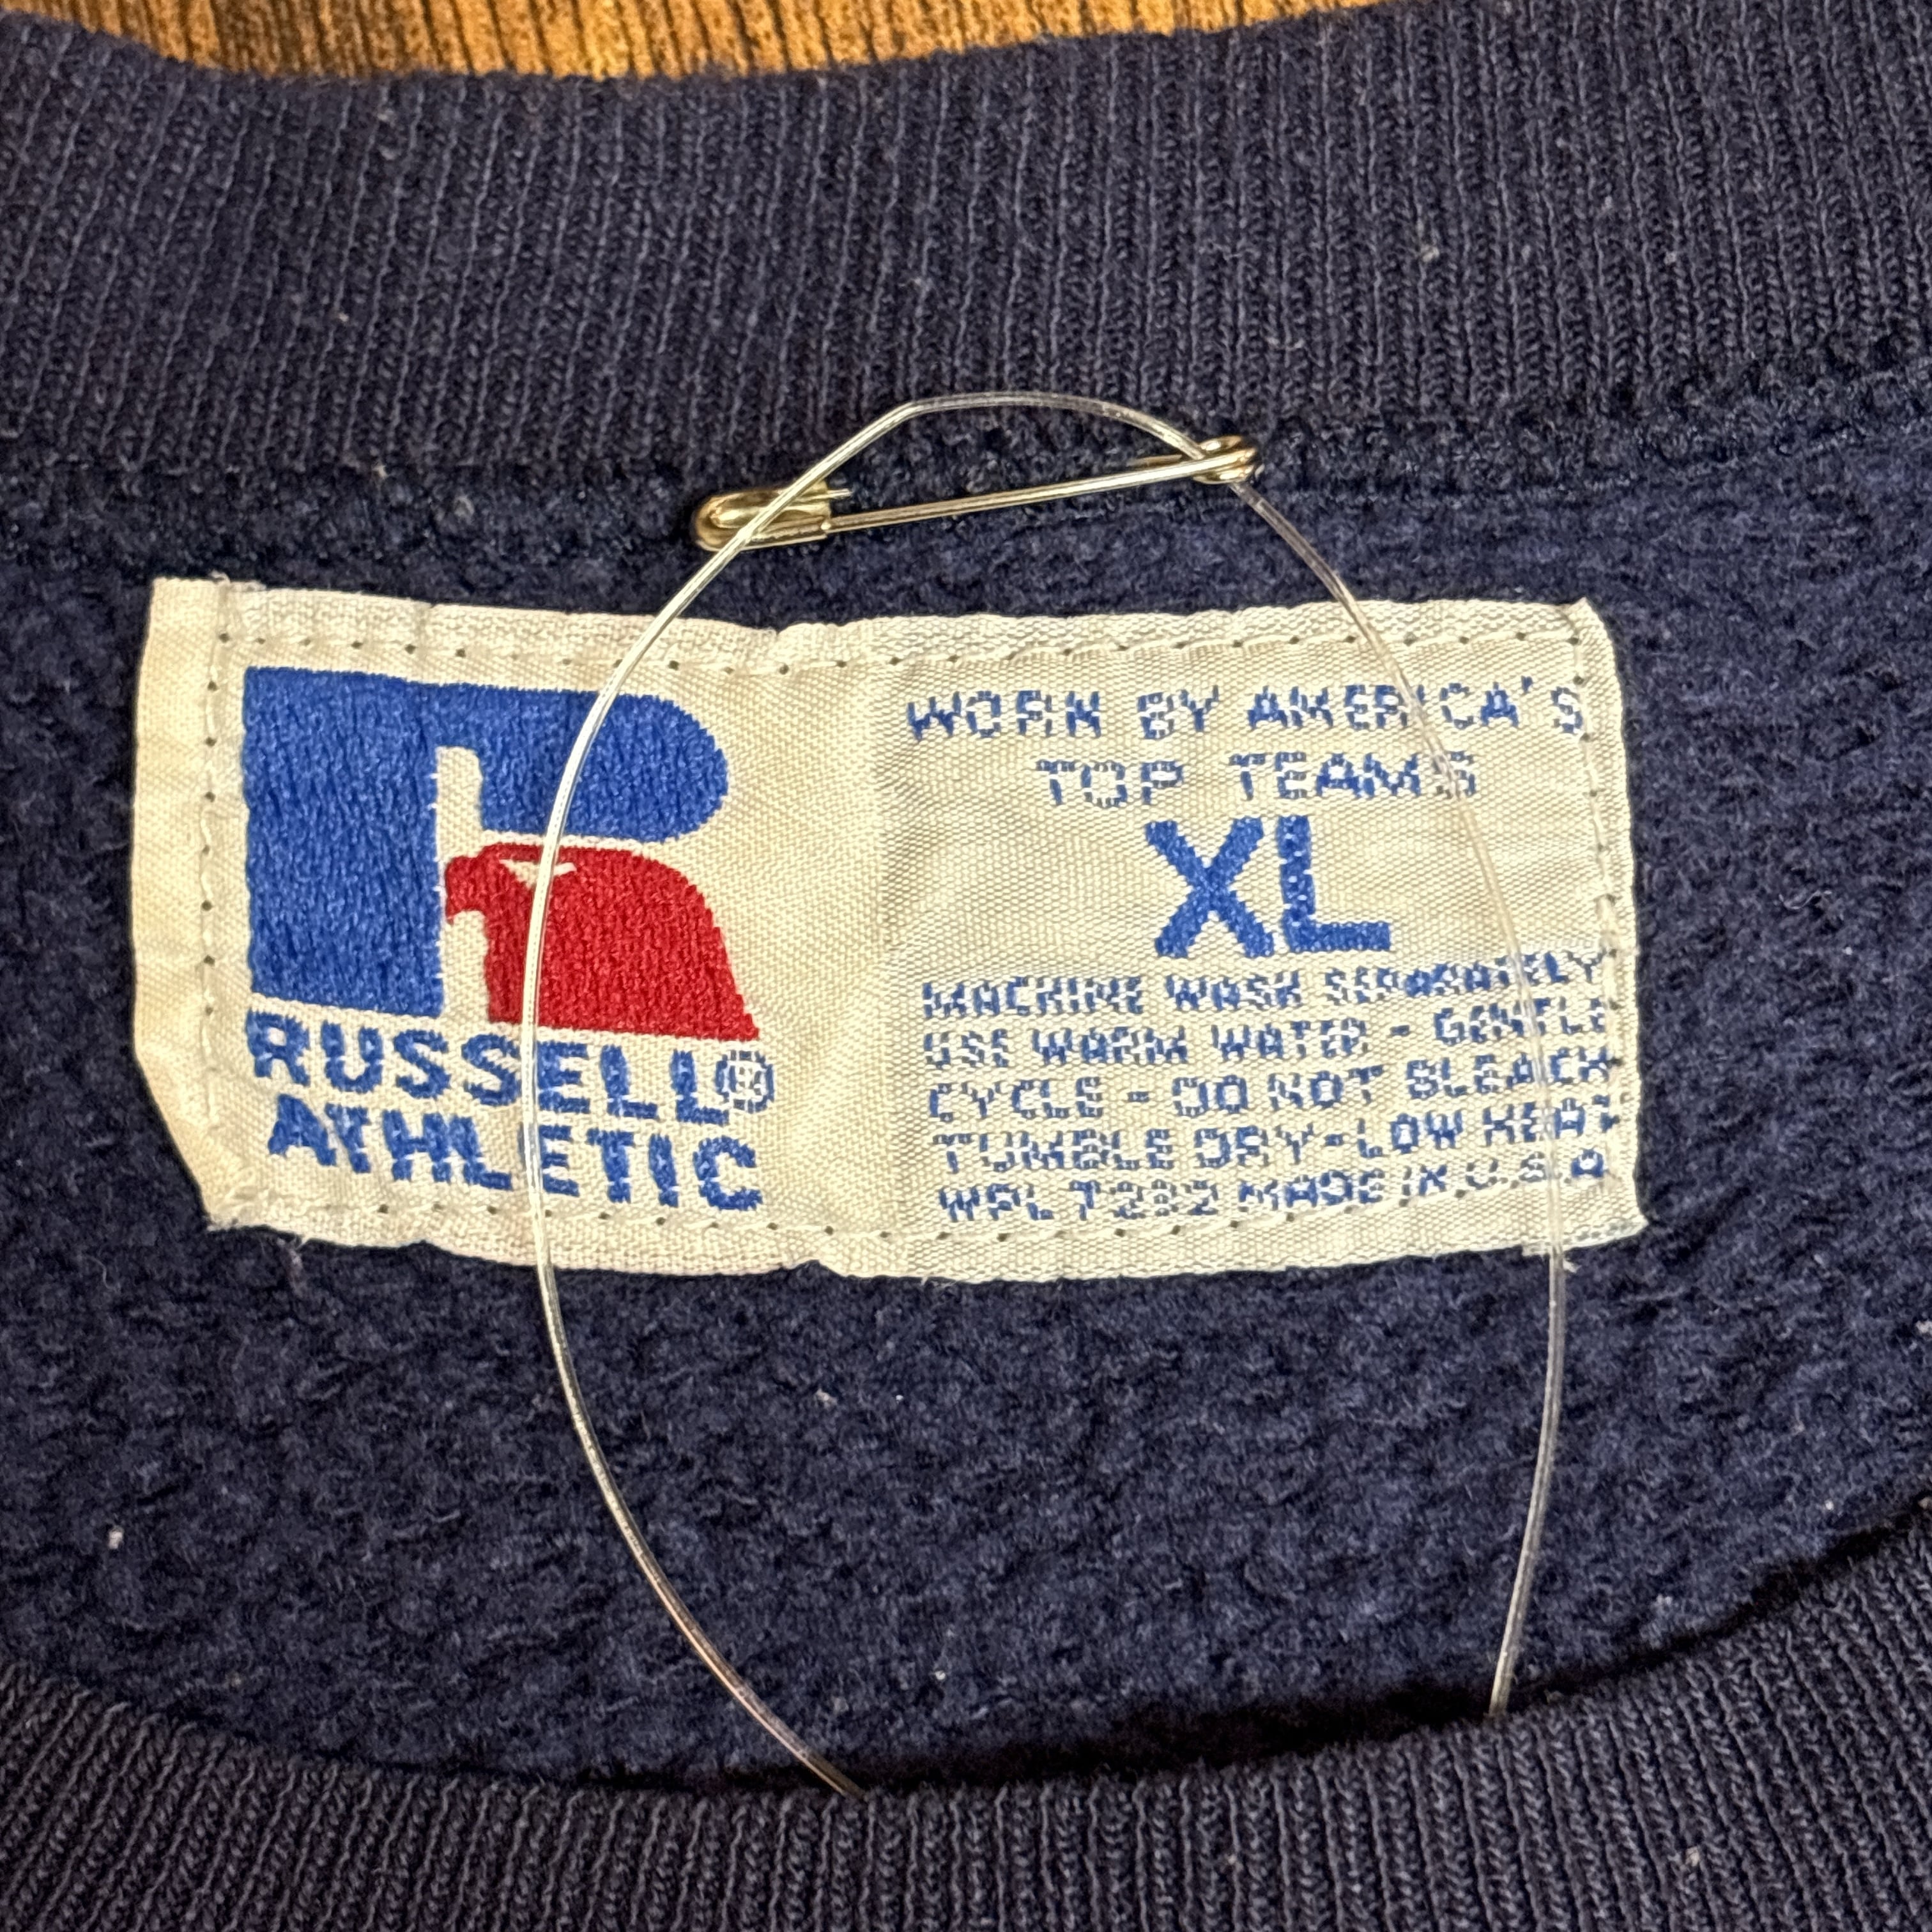 RUSSELL®
ATHLETIC
WORN BY AMERICA'S
TOP TEAMS
XL
MACHINE WASH SEPARATELY
USE WARM WATER - GENTLE
CYCLE - DO NOT BLEACH
TUMBLE DRY-LOW HEAT
WPL 7292 MADE IN U.S.A